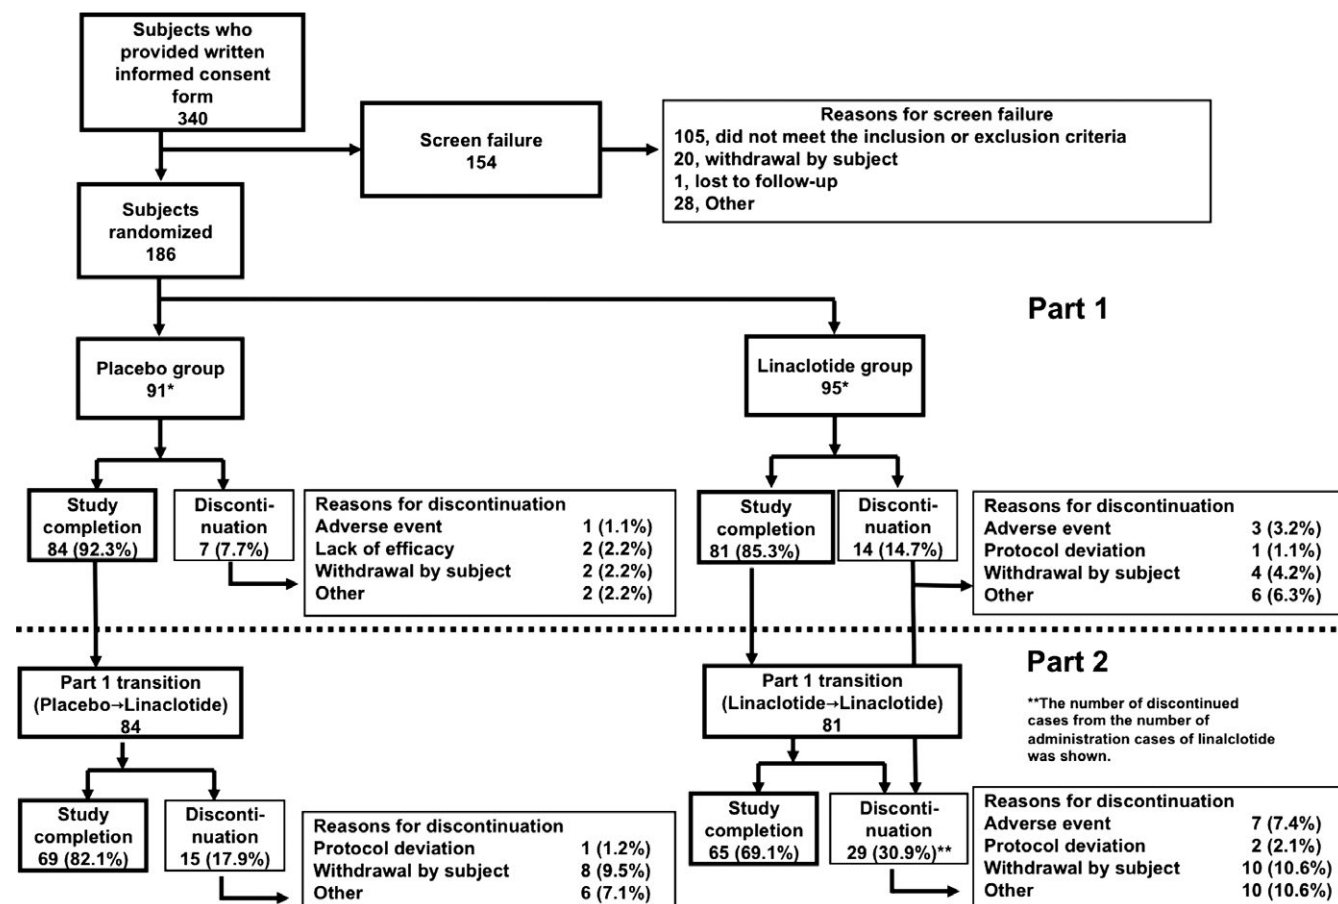 Subjects who
provided written
informed consent
form
340
Screen failure
154
Reasons for screen failure
105, did not meet the inclusion or exclusion criteria
20, withdrawal by subject
1, lost to follow-up
28, Other
Subjects
randomized
186
Part 1
Placebo group
91*
Linaclotide group
95*
Study
completion
84 (92.3%)
Disconti-
nuation
7 (7.7%)
Reasons for discontinuation
Adverse event 1 (1.1%)
Lack of efficacy 2 (2.2%)
Withdrawal by subject 2 (2.2%)
Other 2 (2.2%)
Study
completion
81 (85.3%)
Disconti-
nuation
14 (14.7%)
Reasons for discontinuation
Adverse event 3 (3.2%)
Protocol deviation 1 (1.1%)
Withdrawal by subject 4 (4.2%)
Other 6 (6.3%)
Part 2
Part 1 transition
(Placebo→Linaclotide)
84
Part 1 transition
(Linaclotide→Linaclotide)
81
**The number of discontinued
cases from the number of
administration cases of linalclotide
was shown.
Study
completion
69 (82.1%)
Disconti-
nuation
15 (17.9%)
Reasons for discontinuation
Protocol deviation 1 (1.2%)
Withdrawal by subject 8 (9.5%)
Other 6 (7.1%)
Study
completion
65 (69.1%)
Disconti-
nuation
29 (30.9%)**
Reasons for discontinuation
Adverse event 7 (7.4%)
Protocol deviation 2 (2.1%)
Withdrawal by subject 10 (10.6%)
Other 10 (10.6%)